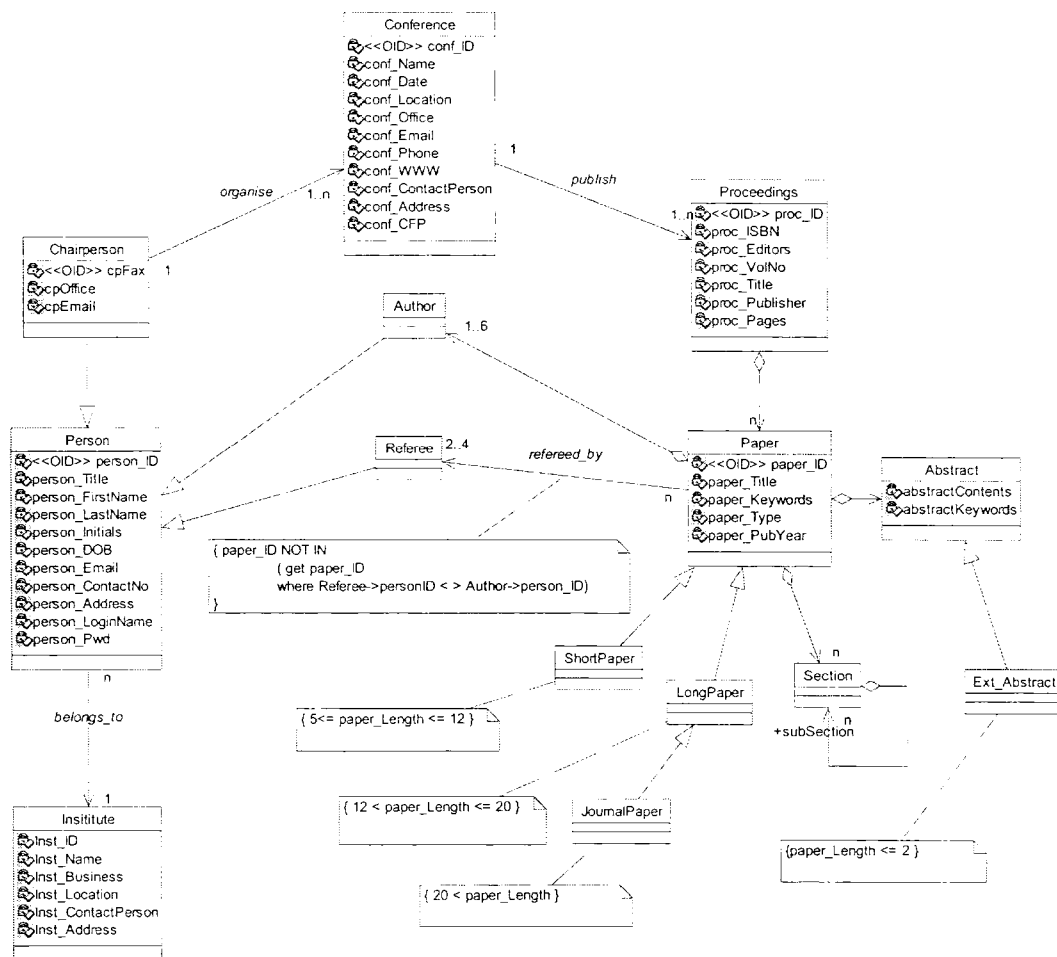 Conference
<<OID>> conf_ID
conf_Name
conf_Date
conf_Location
conf_Office
conf_Email
conf_Phone
conf_WWW
conf_ContactPerson
conf_Address
conf_CFP
organise
1..n
1
publish
1..n
Proceedings
<<OID>> proc_ID
proc_ISBN
proc_Editors
proc_VolNo
proc_Title
proc_Publisher
proc_Pages
Chairperson
<<OID>> cpFax
cpOffice
cpEmail
1
Author
1..6
n
Person
<<OID>> person_ID
person_Title
person_FirstName
person_LastName
person_Initials
person_DOB
person_Email
person_ContactNo
person_Address
person_LoginName
person_Pwd
n
Referee
2..4
refereed_by
n
Paper
<<OID>> paper_ID
paper_Title
paper_Keywords
paper_Type
paper_PubYear
Abstract
abstractContents
abstractKeywords
{ paper_ID NOT IN
( get paper_ID
where Referee->personID < > Author->person_ID)
}
ShortPaper
{ 5<= paper_Length <= 12 }
LongPaper
n
Section
n
+subSection
Ext_Abstract
belongs_to
1
{ 12 < paper_Length <= 20 }
JournalPaper
{paper_Length <= 2 }
{ 20 < paper_Length }
Insititute
Inst_ID
Inst_Name
Inst_Business
Inst_Location
Inst_ContactPerson
Inst_Address